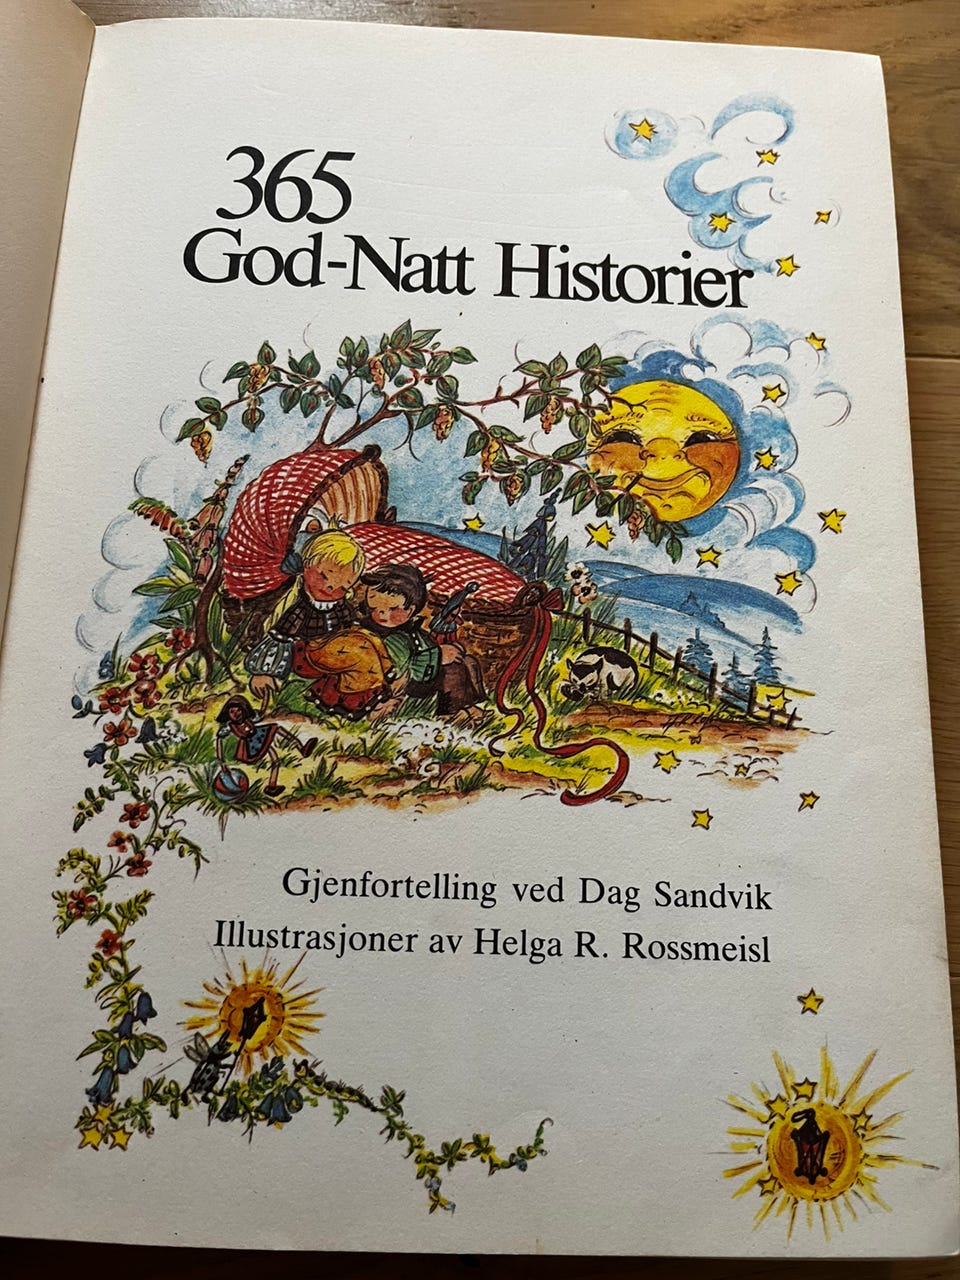 365
God-Natt Historier
Gjenfortelling ved Dag Sandvik
Illustrasjoner av Helga R. Rossmeisl